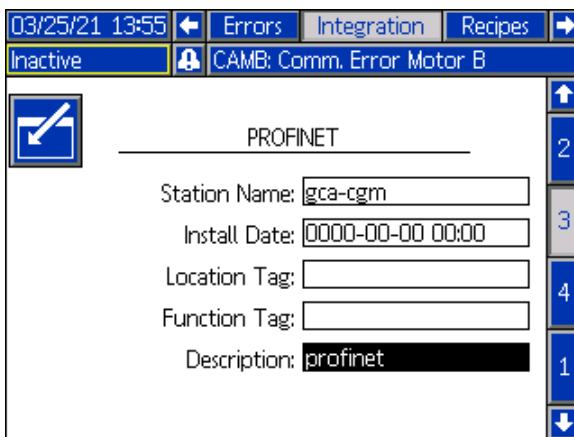 03/25/21 13:55 Errors Integration Recipes
Inactive CAMB: Comm. Error Motor B
PROFINET
2
Station Name: gca-cgm
Install Date: 0000-00-00 00:00
3
Location Tag:
4
Function Tag:
Description: profinet
1